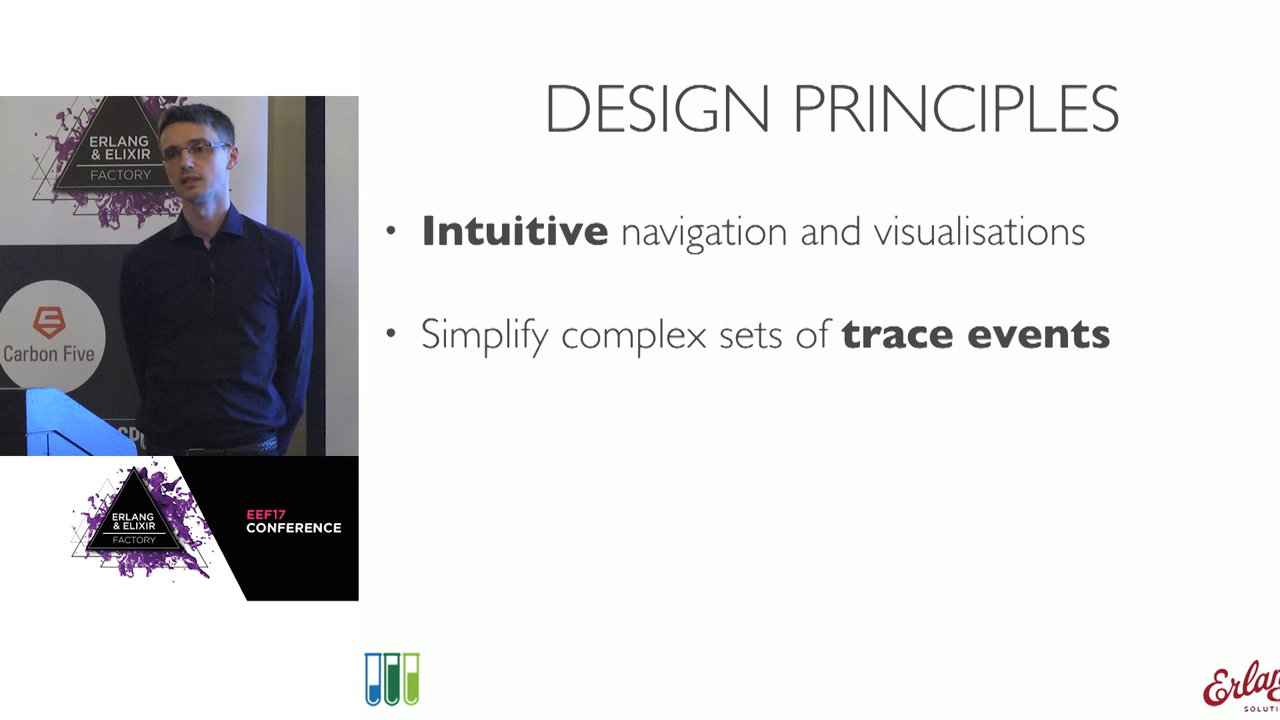 DESIGN PRINCIPLES
• Intuitive navigation and visualisations
• Simplify complex sets of trace events
ERLANG
& ELIXIR
FACTORY
Carbon Five
ERLANG
& ELIXIR
FACTORY
EEF17
CONFERENCE